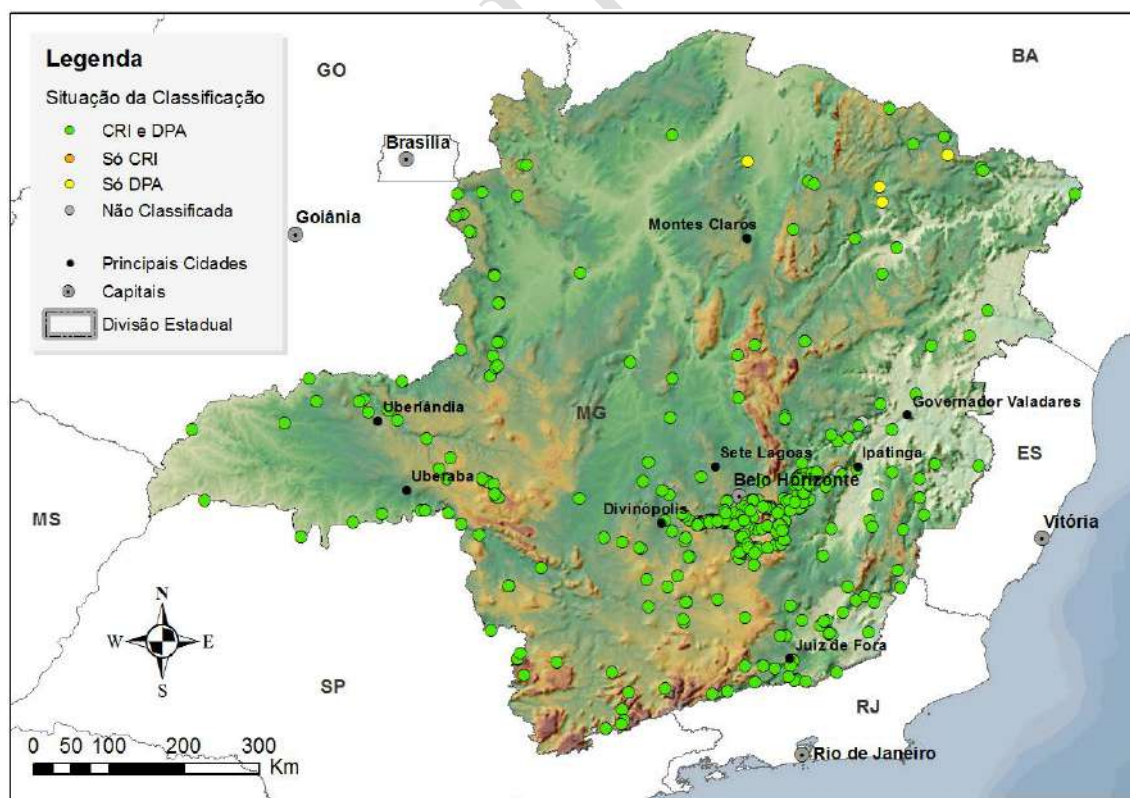 Legenda
Situação da Classificação
CRI e DPA
Só CRI
Só DPA
Não Classificada
Principais Cidades
Capitais
Divisão Estadual
GO
BA
Brasília
Goiânia
Montes Claros
Uberlândia
MG
Governador Valadares
Sete Lagoas
Ipatinga
ES
Uberaba
Belo Horizonte
Divinópolis
MS
Vitória
N
W
E
S
Juiz de Fora
SP
RJ
0 50 100 200 300
Km
Rio de Janeiro